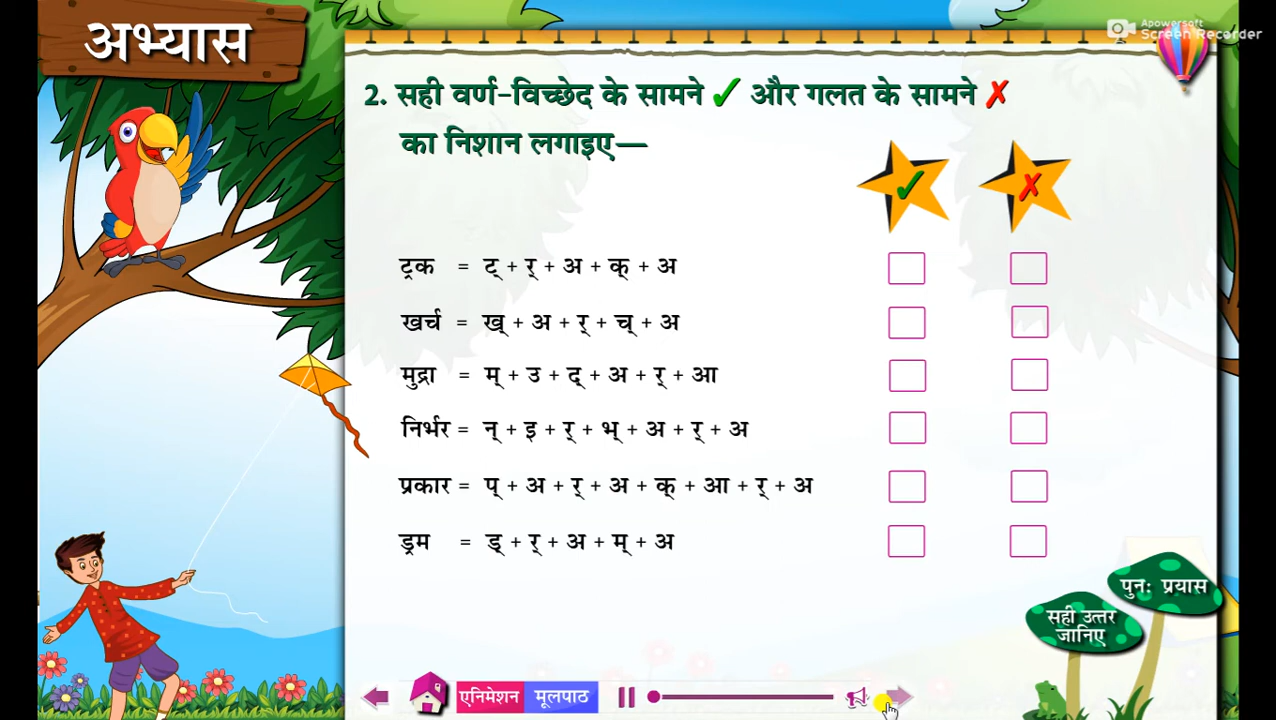 अभ्यास
Apowersoft
Screen Recorder
2. सही वर्ण-विच्छेद के सामने ✓ और गलत के सामने ✗
का निशान लगाइए—
✓ ✗
ट्रक = ट् + र् + अ + क् + अ
खर्च = ख् + अ + र् + च् + अ
मुद्रा = म् + उ + द् + अ + र् + आ
निर्भर = न् + इ + र् + भ् + अ + र् + अ
प्रकार = प् + अ + र् + अ + क् + आ + र् + अ
ड्रम = ड् + र् + अ + म् + अ
पुनः प्रयास
सही उत्तर
जानिए
एनिमेशन मूलपाठ